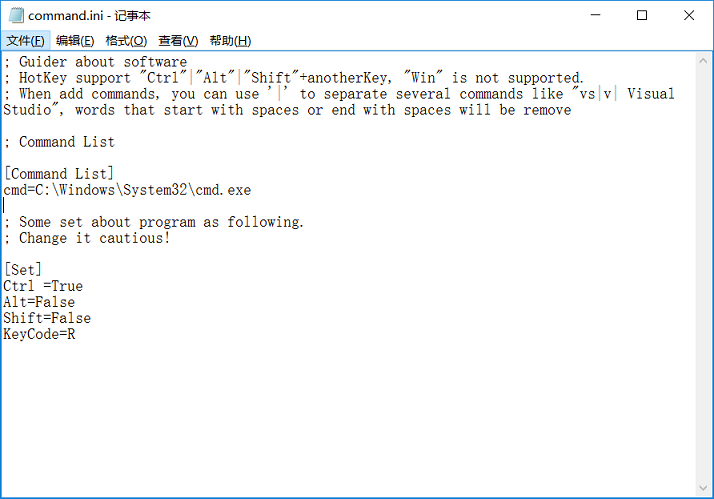 command.ini - 记事本
文件(F) 编辑(E) 格式(O) 查看(V) 帮助(H)
; Guider about software
; HotKey support "Ctrl"|"Alt"|"Shift"+anotherKey, "Win" is not supported.
; When add commands, you can use '|' to separate several commands like "vs|v| Visual
Studio", words that start with spaces or end with spaces will be remove
; Command List
[Command List]
cmd=C:\Windows\System32\cmd.exe
; Some set about program as following.
; Change it cautious!
[Set]
Ctrl =True
Alt=False
Shift=False
KeyCode=R